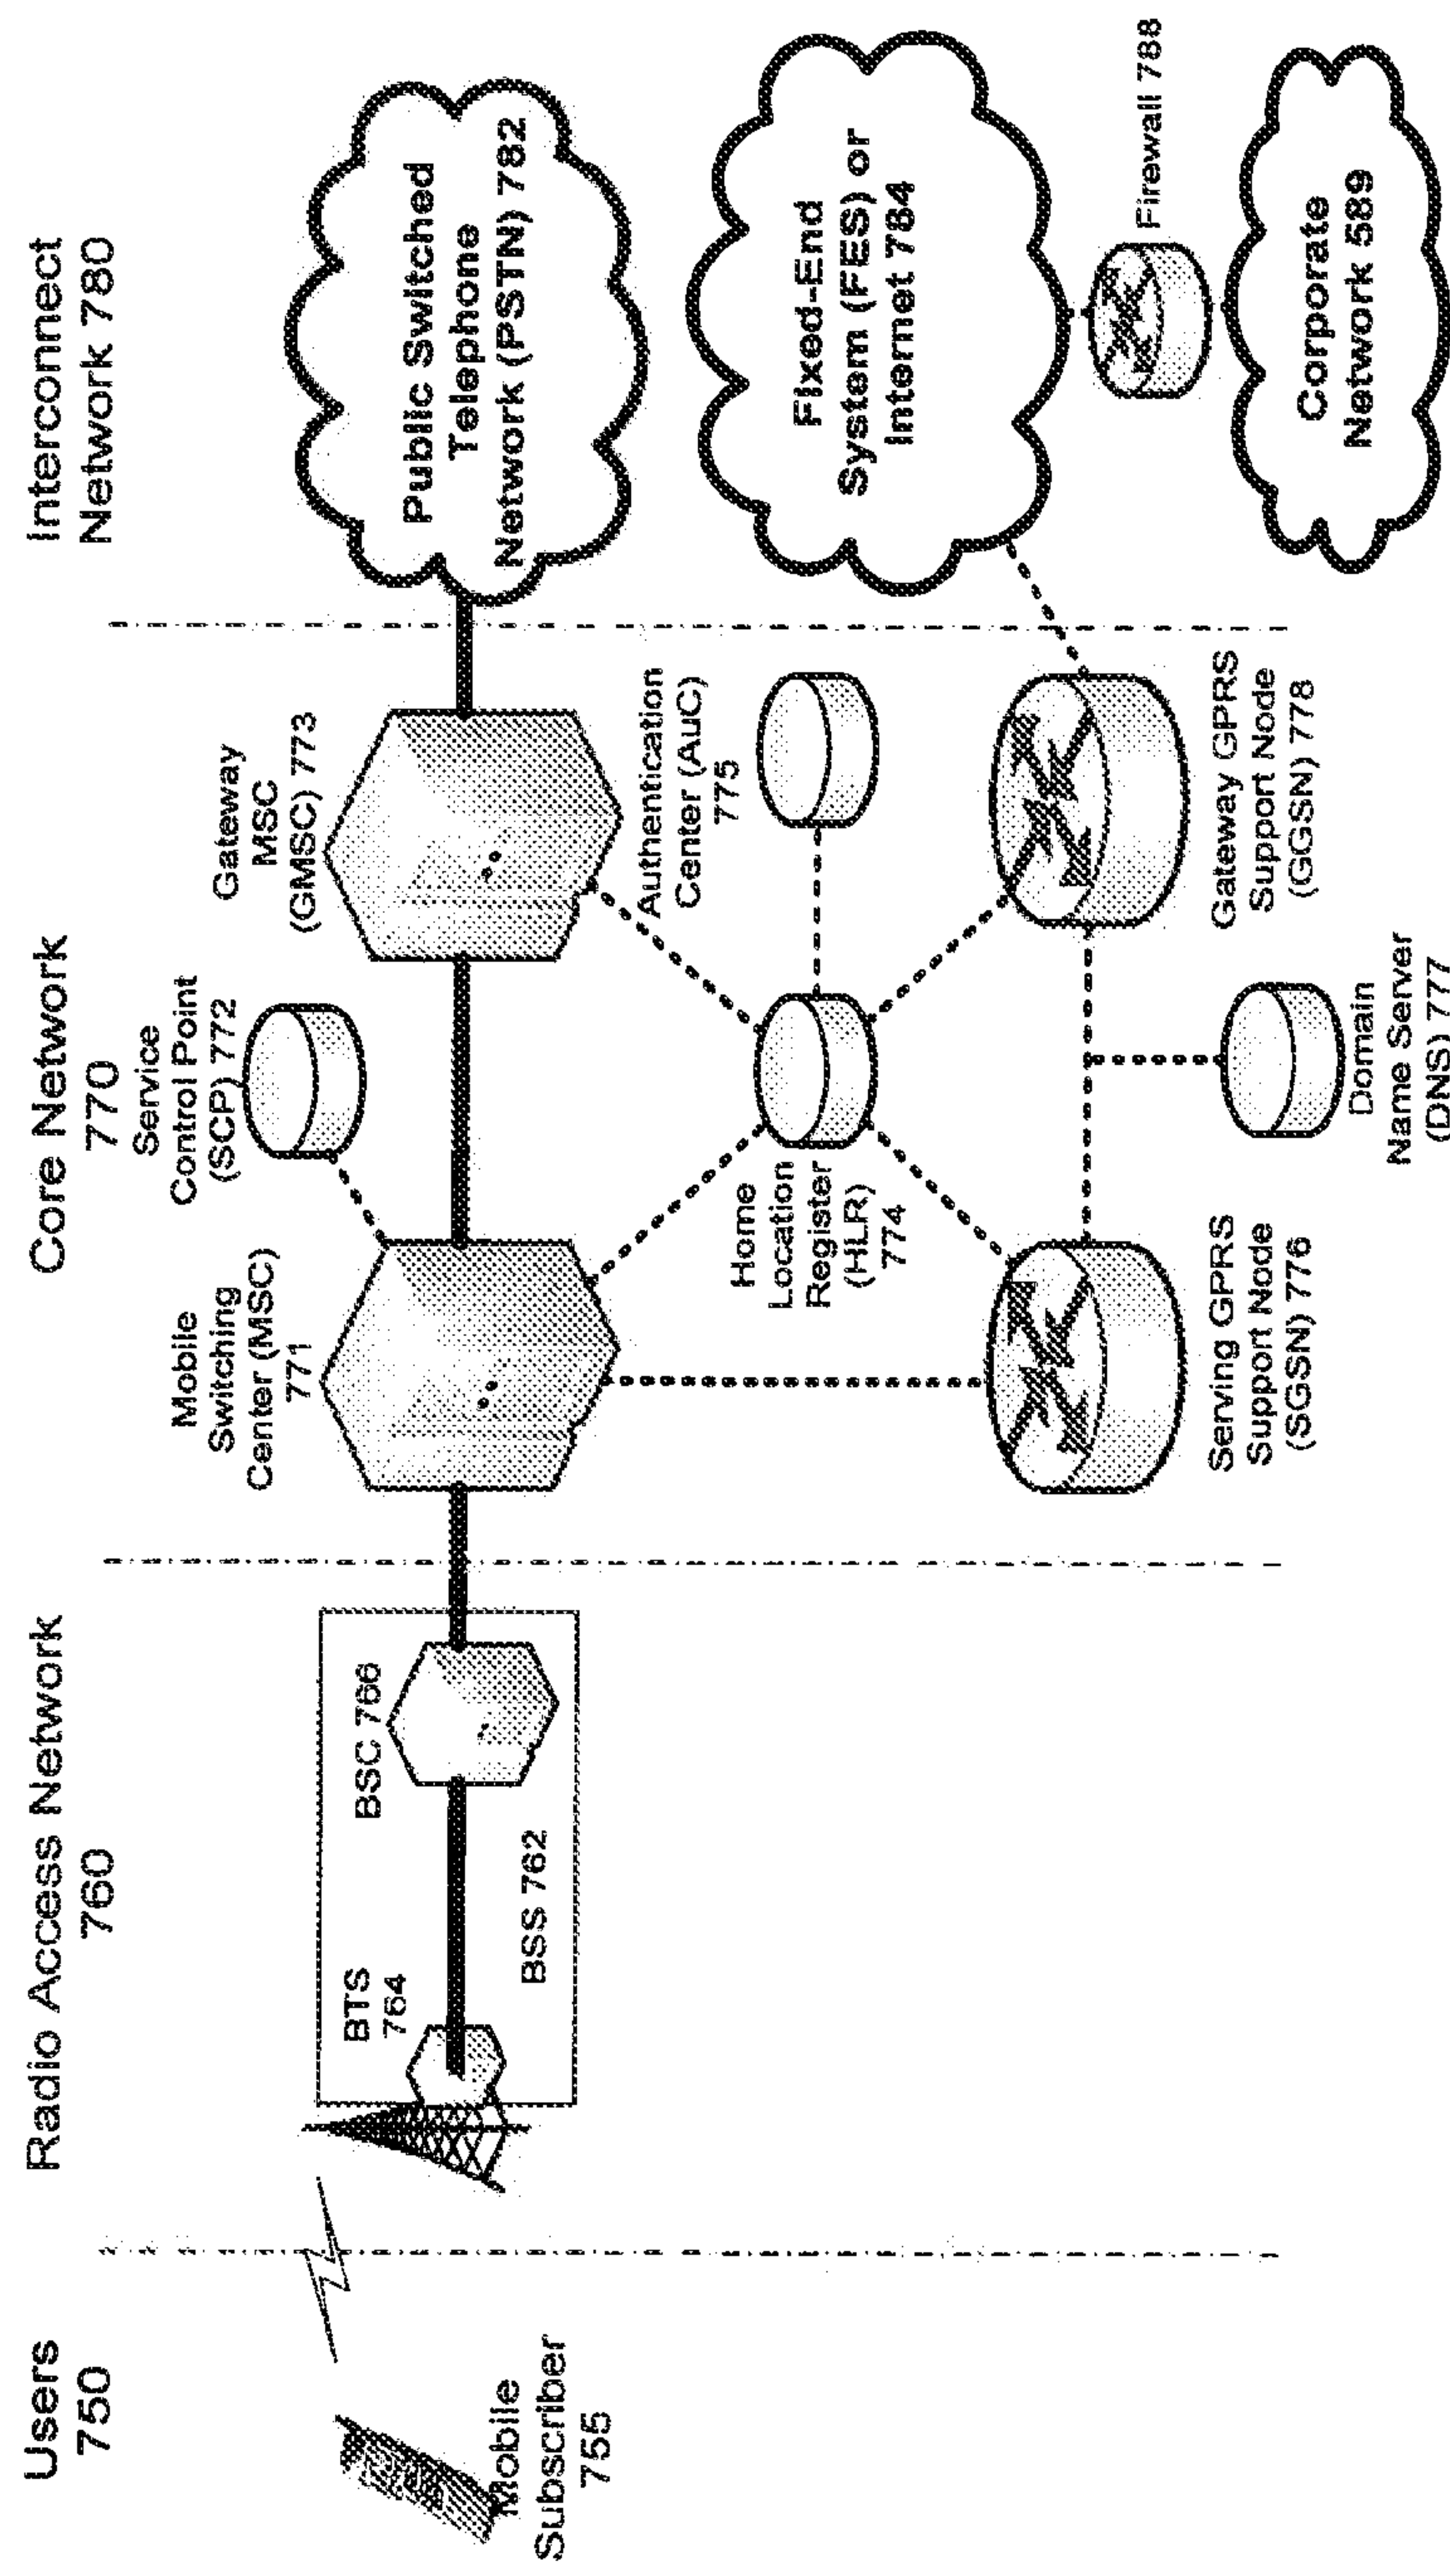 Users
750
Radio Access Network
760
Core Network
770
Interconnect
Network 780
Mobile
Subscriber
755
BTS
764
BSC 766
BSS 762
Mobile
Switching
Center (MSC)
771
Service
Control Point
(SCP) 772
Gateway
MSC
(GMSC) 773
Public Switched
Telephone
Network (PSTN) 782
Home
Location
Register
(HLR)
774
Authentication
Center (AuC)
775
Fixed-End
System (FES) or
Internet 784
Serving GPRS
Support Node
(SGSN) 776
Gateway GPRS
Support Node
(GGSN) 778
Domain
Name Server
(DNS) 777
Firewall 788
Corporate
Network 589